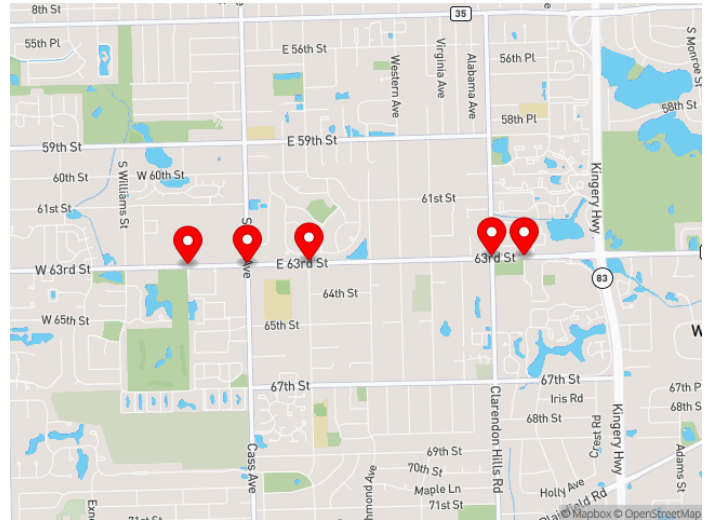 8th St
35
55th Pl
E 56th St
56th Pl
S Monroe St
Western Ave
Virginia Ave
Alabama Ave
58th St
58th Pl
59th St
E 59th St
S Williams St
W 60th St
60th St
Kingery Hwy
61st St
61st St
W 63rd St
E 63rd St
63rd St
Ave
83
64th St
W 65th St
65th St
67th St
67th St
67th P
Iris Rd
68th St
68th S
Clarendon Hills Rd
Crest Rd
Kingery Hwy
Cass Ave
69th St
70th St
Adams St
Maple Ln
Holly Ave
71st St
71st St
Plainfield Rd
© Mapbox © OpenStreetMap